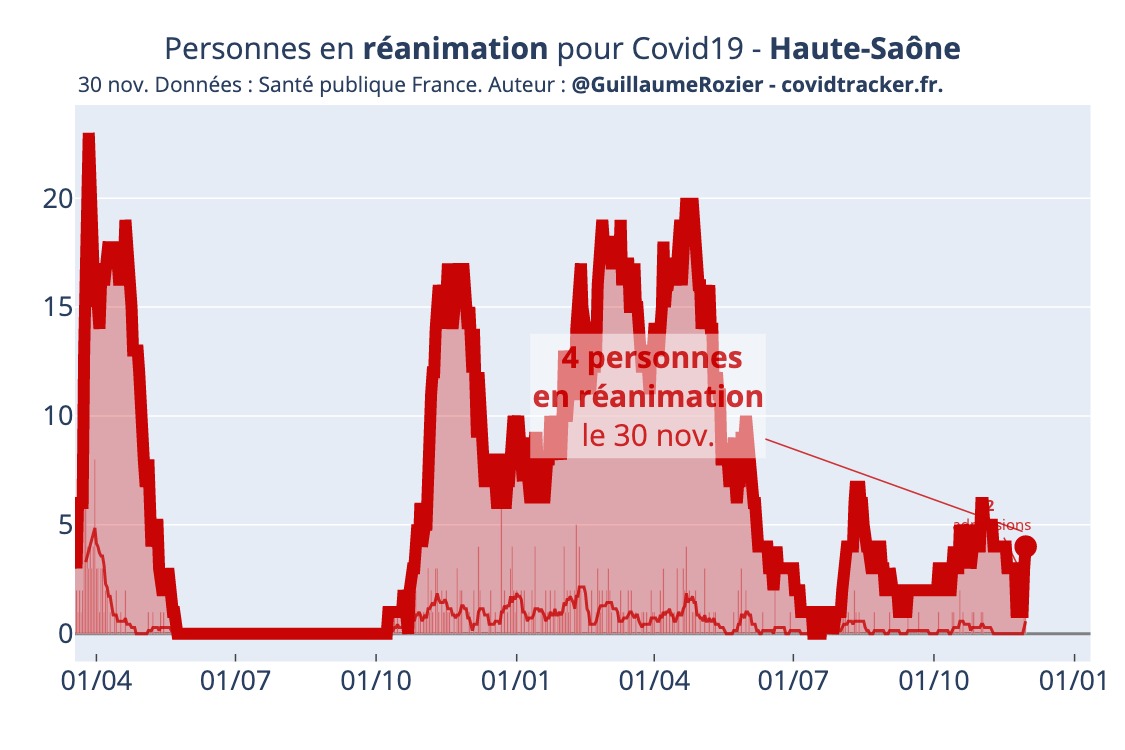 Personnes en réanimation pour Covid19 - Haute-Saône
30 nov. Données : Santé publique France. Auteur : @GuillaumeRozier - covidtracker.fr.
20
15
10
5
0
4 personnes
en réanimation
le 30 nov.
01/04
01/07
01/10
01/01
01/04
01/07
01/10
01/01